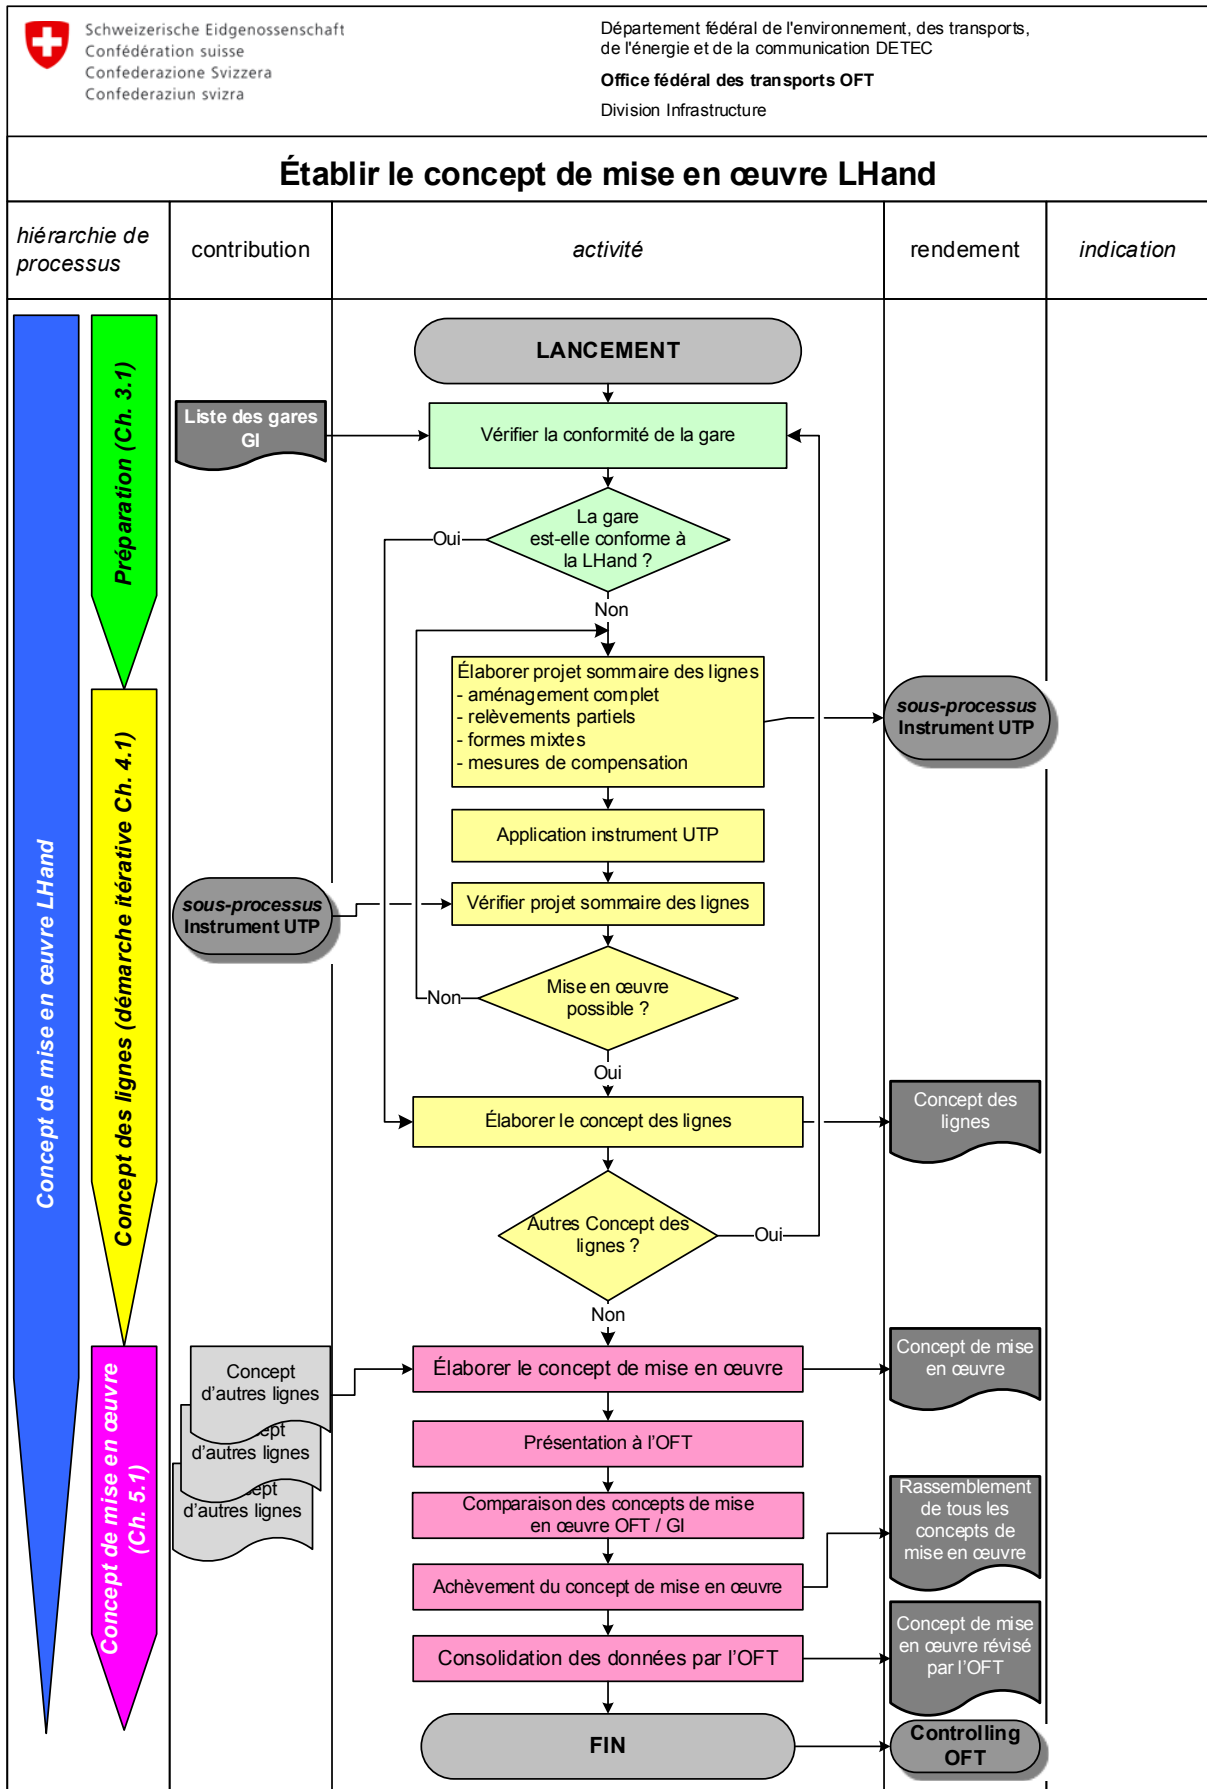 Schweizerische Eidgenossenschaft
Confédération suisse
Confederazione Svizzera
Confederaziun svizra
Département fédéral de l'environnement, des transports,
de l'énergie et de la communication DETEC
Office fédéral des transports OFT
Division Infrastructure
Établir le concept de mise en œuvre LHand
hiérarchie de
processus
contribution
activité
rendement
indication
Concept de mise en œuvre LHand
Préparation (Ch. 3.1)
Concept des lignes (démarche itérative Ch. 4.1)
Concept de mise en œuvre
(Ch. 5.1)
LANCEMENT
Liste des gares
GI
Vérifier la conformité de la gare
La gare
est-elle conforme à
la LHand ?
Oui
Non
Élaborer projet sommaire des lignes
- aménagement complet
- relèvements partiels
- formes mixtes
- mesures de compensation
sous-processus
Instrument UTP
Application instrument UTP
sous-processus
Instrument UTP
Vérifier projet sommaire des lignes
Mise en œuvre
possible ?
Non
Oui
Élaborer le concept des lignes
Concept des
lignes
Autres Concept des
lignes ?
Oui
Non
Concept
d'autres lignes
cept
d'autres lignes
cept
d'autres lignes
Élaborer le concept de mise en œuvre
Concept de mise
en œuvre
Présentation à l'OFT
Comparaison des concepts de mise
en œuvre OFT / GI
Rassemblement
de tous les
concepts de
mise en œuvre
Achèvement du concept de mise en œuvre
Consolidation des données par l'OFT
Concept de mise
en œuvre révisé
par l'OFT
FIN
Controlling
OFT